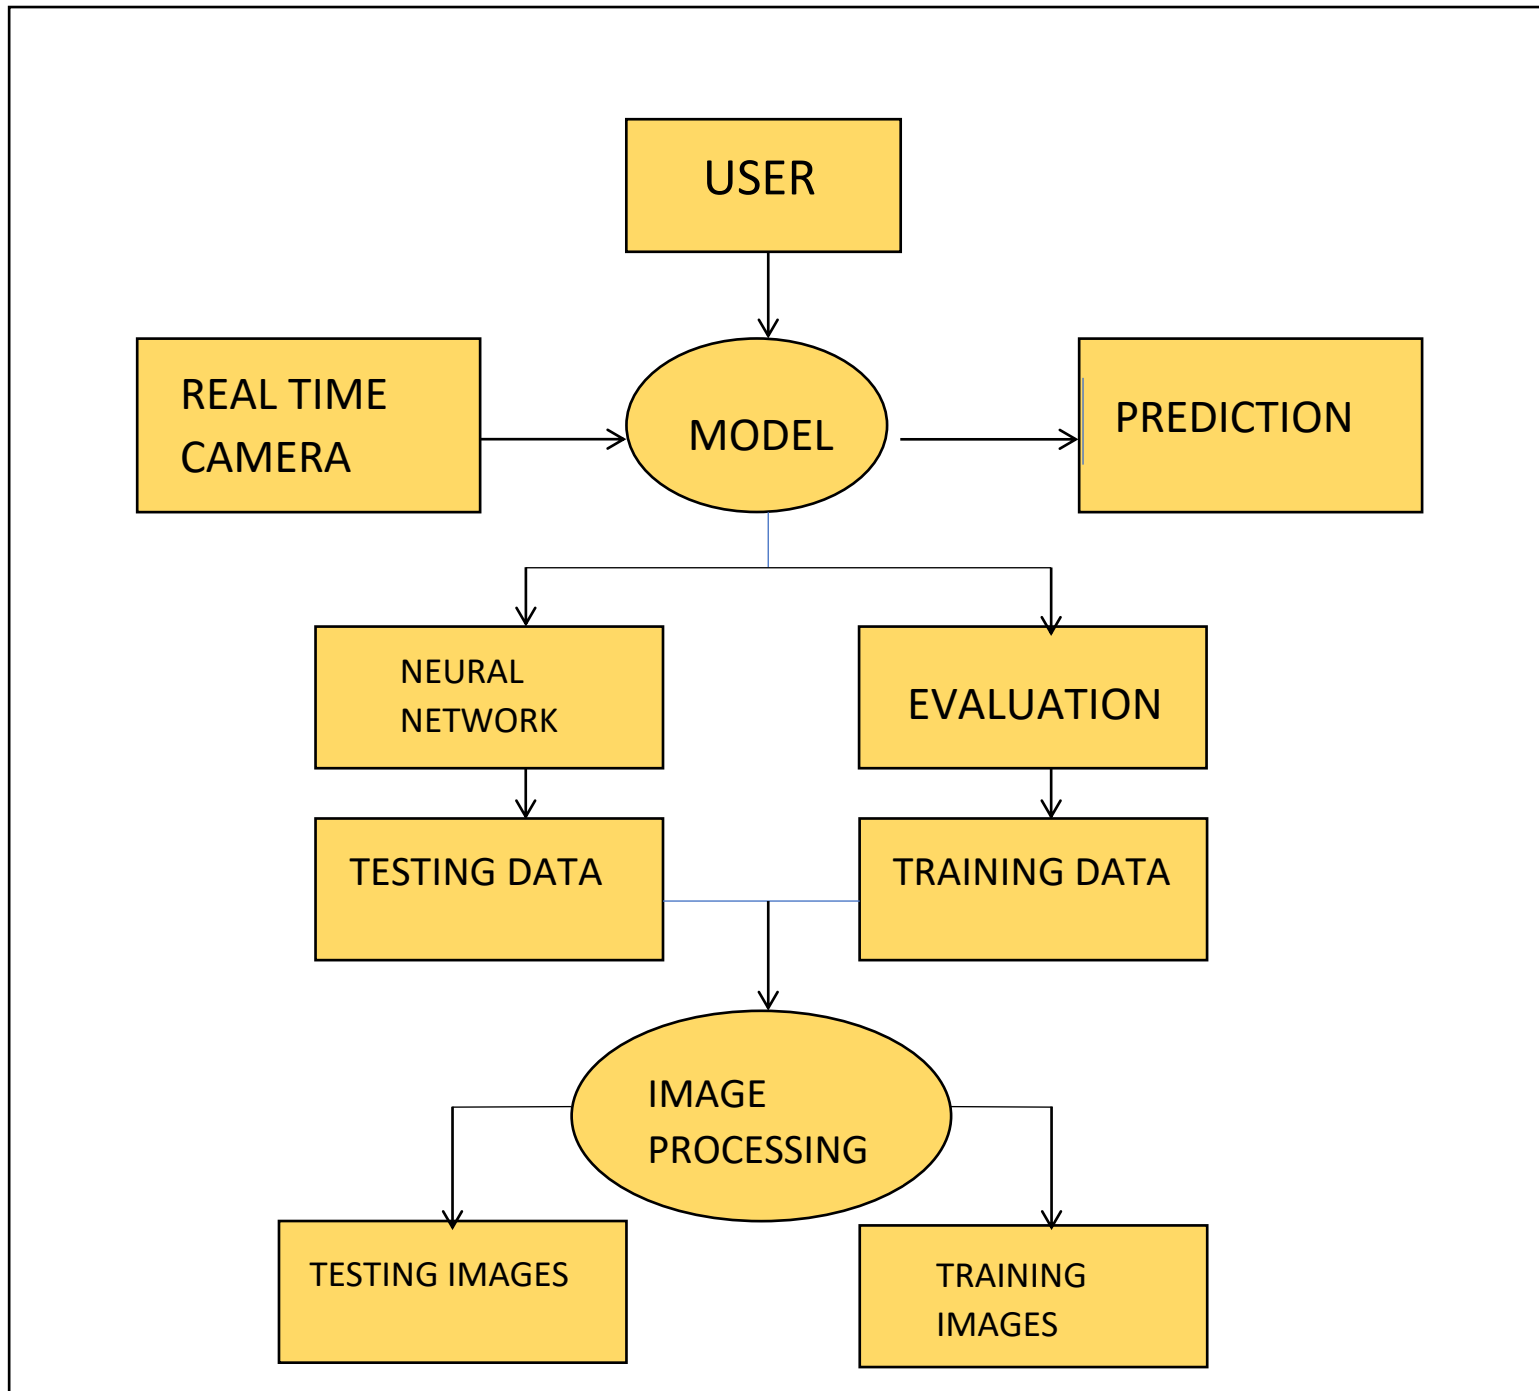 USER
REAL TIME
CAMERA
MODEL
PREDICTION
NEURAL
NETWORK
EVALUATION
TESTING DATA
TRAINING DATA
IMAGE
PROCESSING
TESTING IMAGES
TRAINING
IMAGES